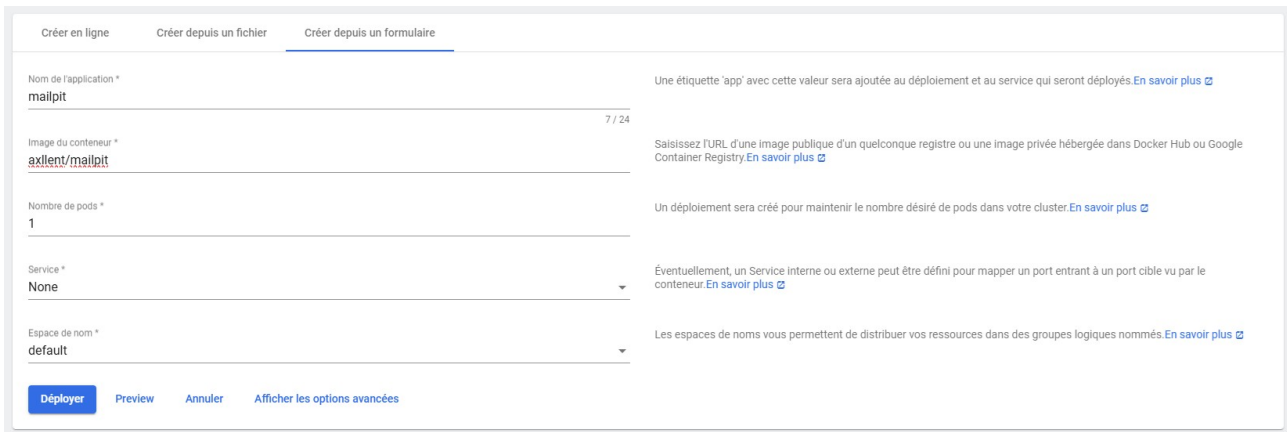 Créer en ligne Créer depuis un fichier Créer depuis un formulaire
Nom de l'application *
mailpit
7 / 24
Une étiquette 'app' avec cette valeur sera ajoutée au déploiement et au service qui seront déployés.En savoir plus
Image du conteneur *
axllent/mailpit
Saisissez l'URL d'une image publique d'un quelconque registre ou une image privée hébergée dans Docker Hub ou Google
Container Registry.En savoir plus
Nombre de pods *
1
Un déploiement sera créé pour maintenir le nombre désiré de pods dans votre cluster.En savoir plus
Service *
None
Éventuellement, un Service interne ou externe peut être défini pour mapper un port entrant à un port cible vu par le
conteneur.En savoir plus
Espace de nom *
default
Les espaces de noms vous permettent de distribuer vos ressources dans des groupes logiques nommés.En savoir plus
Déployer Preview Annuler Afficher les options avancées